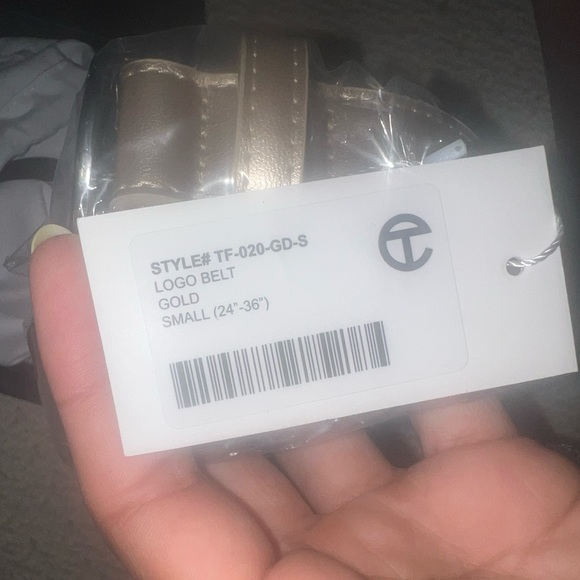 STYLE# TF-020-GD-S
LOGO BELT
GOLD
SMALL (24"-36")